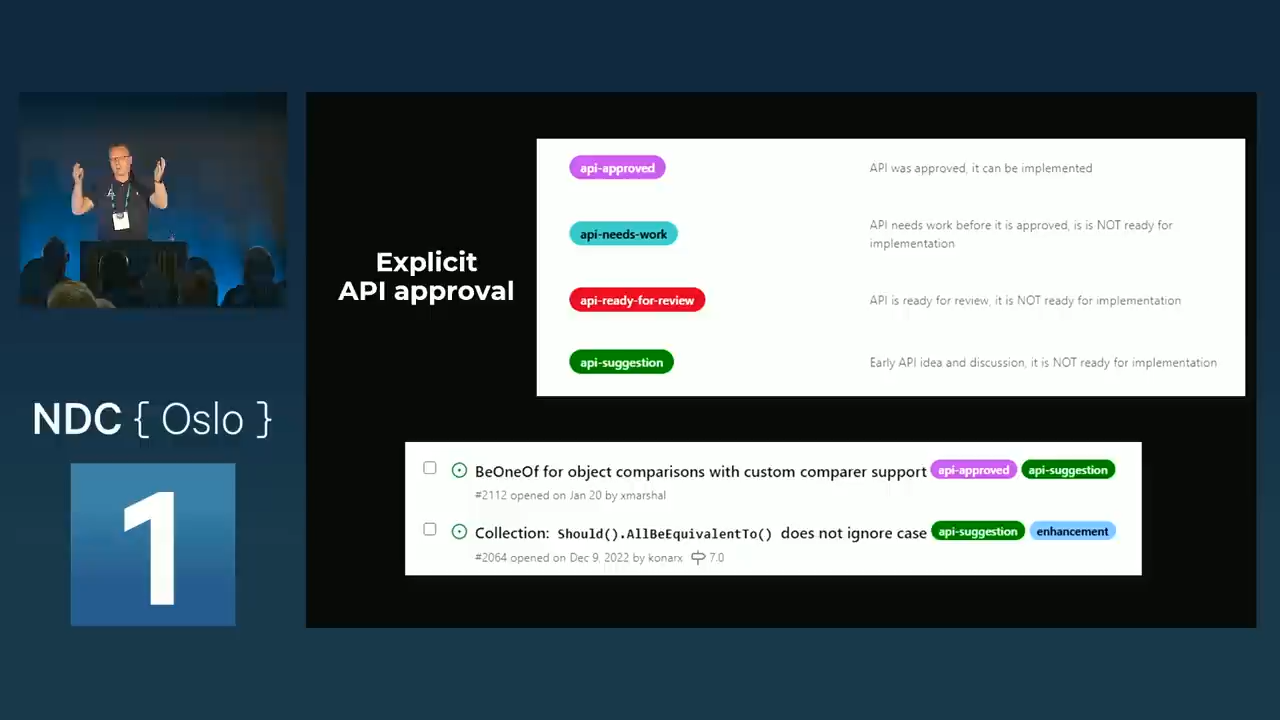 api-approved
API was approved, it can be implemented
api-needs-work
API needs work before it is approved, is is NOT ready for
implementation
Explicit
API approval
api-ready-for-review
API is ready for review, it is NOT ready for implementation
api-suggestion
Early API idea and discussion, it is NOT ready for implementation
NDC { Oslo }
1
BeOneOf for object comparisons with custom comparer support api-approved api-suggestion
#2112 opened on Jan 20 by xmarshal
Collection: Should().AllBeEquivalentTo() does not ignore case api-suggestion enhancement
#2064 opened on Dec 9, 2022 by konarx 7.0